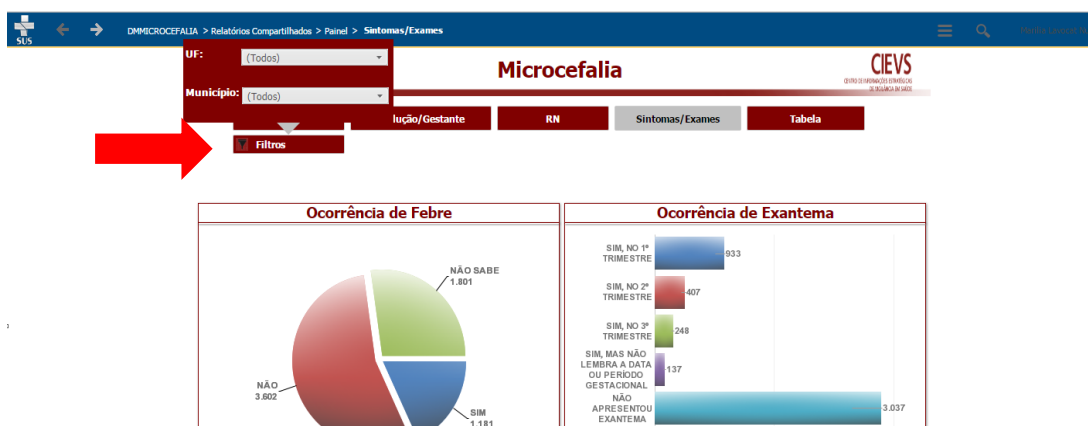 SUS
DMMICROCEFALIA > Relatórios Compartilhados > Painel > Sintomas/Exames
UF: (Todos)
Município: (Todos)
Microcefalia
CIEVS
CENTRO DE INFORMAÇÕES ESTRATÉGICAS
DE VIGILÂNCIA EM SAÚDE
lução/Gestante
RN
Sintomas/Exames
Tabela
Filtros
Ocorrência de Febre
NÃO SABE
1.801
NÃO
3.602
SIM
1.181
Ocorrência de Exantema
SIM, NO 1º
TRIMESTRE
933
SIM, NO 2º
TRIMESTRE
407
SIM, NO 3º
TRIMESTRE
248
SIM, MAS NÃO
LEMBRA A DATA
OU PERÍODO
GESTACIONAL
137
NÃO
APRESENTOU
EXANTEMA
3.037